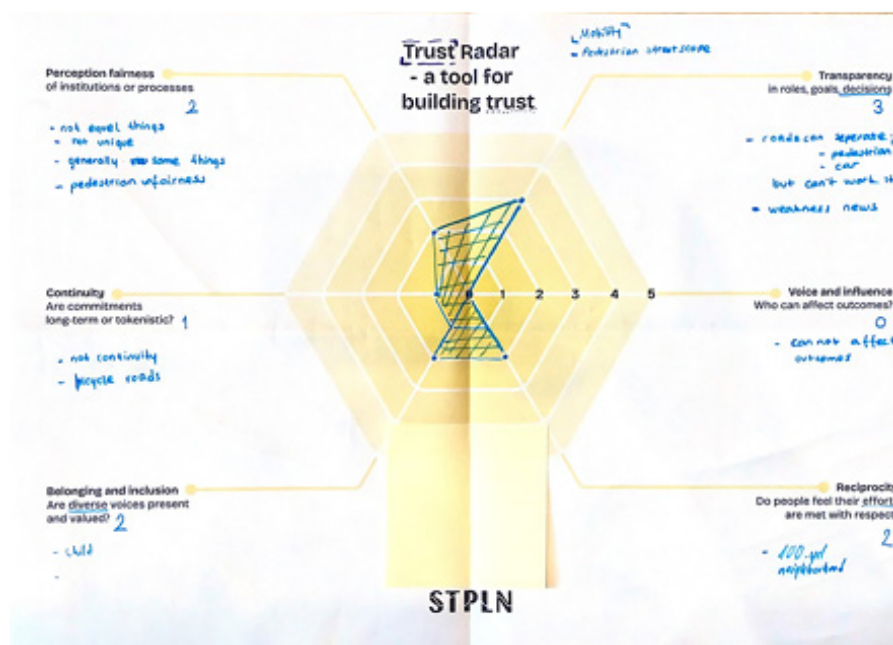 Trust Radar
- a tool for
building trust
"Mobility"
- Pedestrian streetscape
Perception fairness
of institutions or processes
2
- not equal things
- not unique
- generally same things
- pedestrian unfairness
Transparency
in roles, goals, decisions
3
- roads can seperate;
- pedestrian
- car
but can't work
- weakness news
Continuity
Are commitments
long-term or tokenistic? 1
- not continuity
- bicycle roads
0 1 2 3 4 5
Voice and influence
Who can affect outcomes?
0
- can not affect
outcomes
Belonging and inclusion
Are diverse voices present
and valued? 2
- child
-
Reciprocity
Do people feel their effort
are met with respect
2
- 100.yıl
STPLN